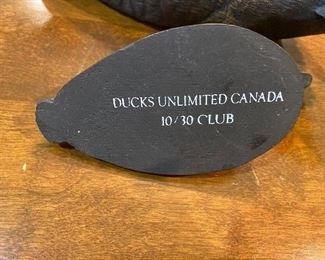 DUCKS UNLIMITED CANADA
10/30 CLUB